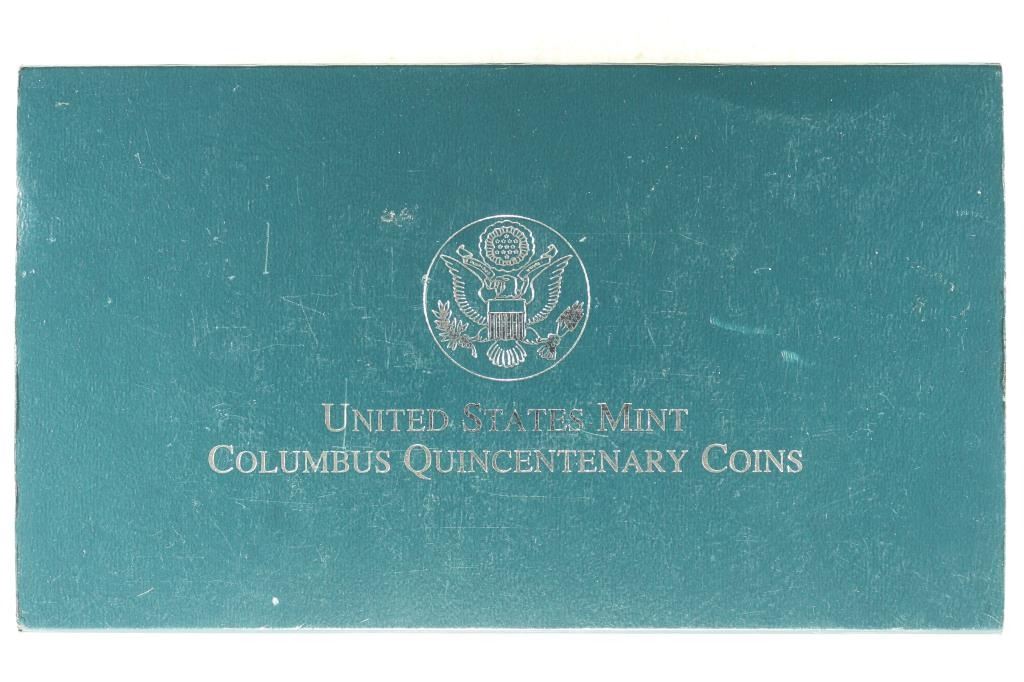 United States Mint
Columbus Quincentenary Coins